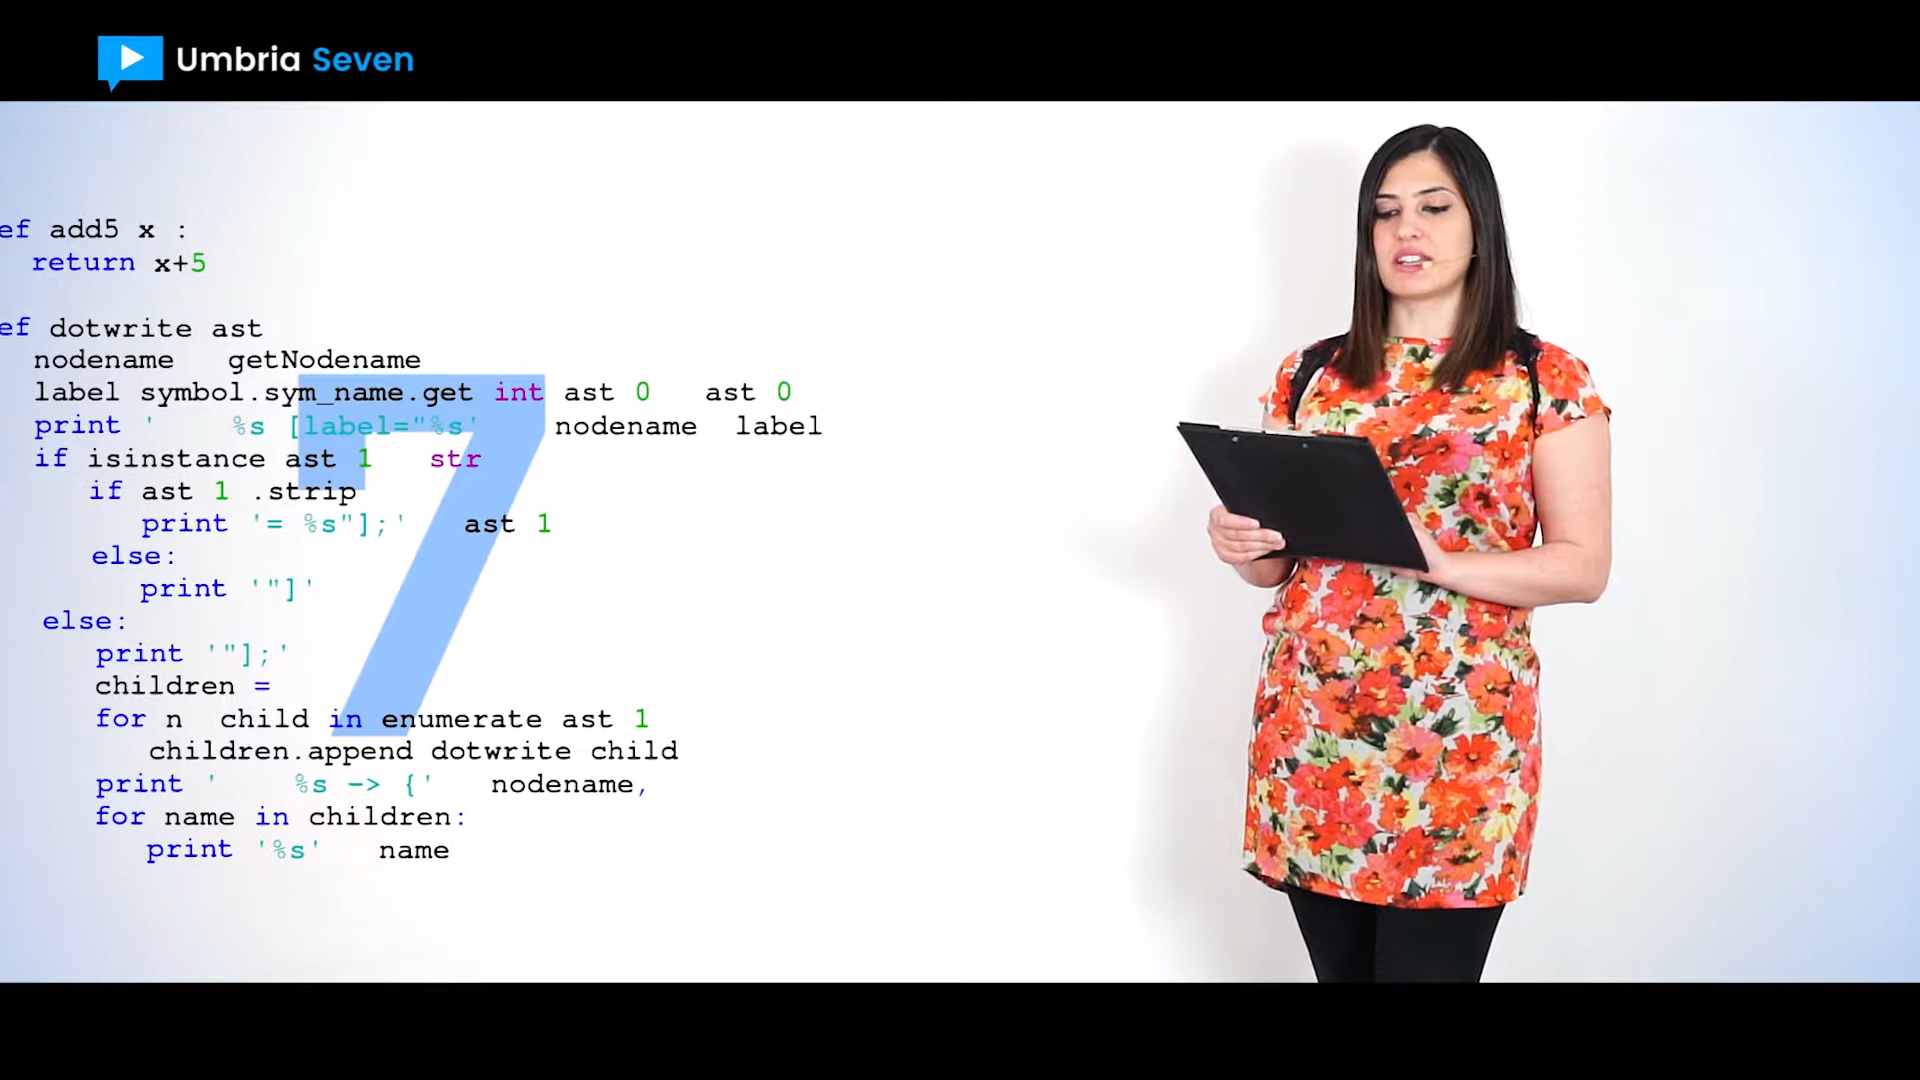 Umbria Seven
ef add5 x :
return x+5
ef dotwrite ast
nodename getNodename
label symbol.sym_name.get int ast 0 ast 0
print ' %s [label="%s' nodename label
if isinstance ast 1 str
if ast 1 .strip
print '= %s"];' ast 1
else:
print '"]'
else:
print '"];'
children =
for n child in enumerate ast 1
children.append dotwrite child
print ' %s -> {' nodename,
for name in children:
print '%s' name
7